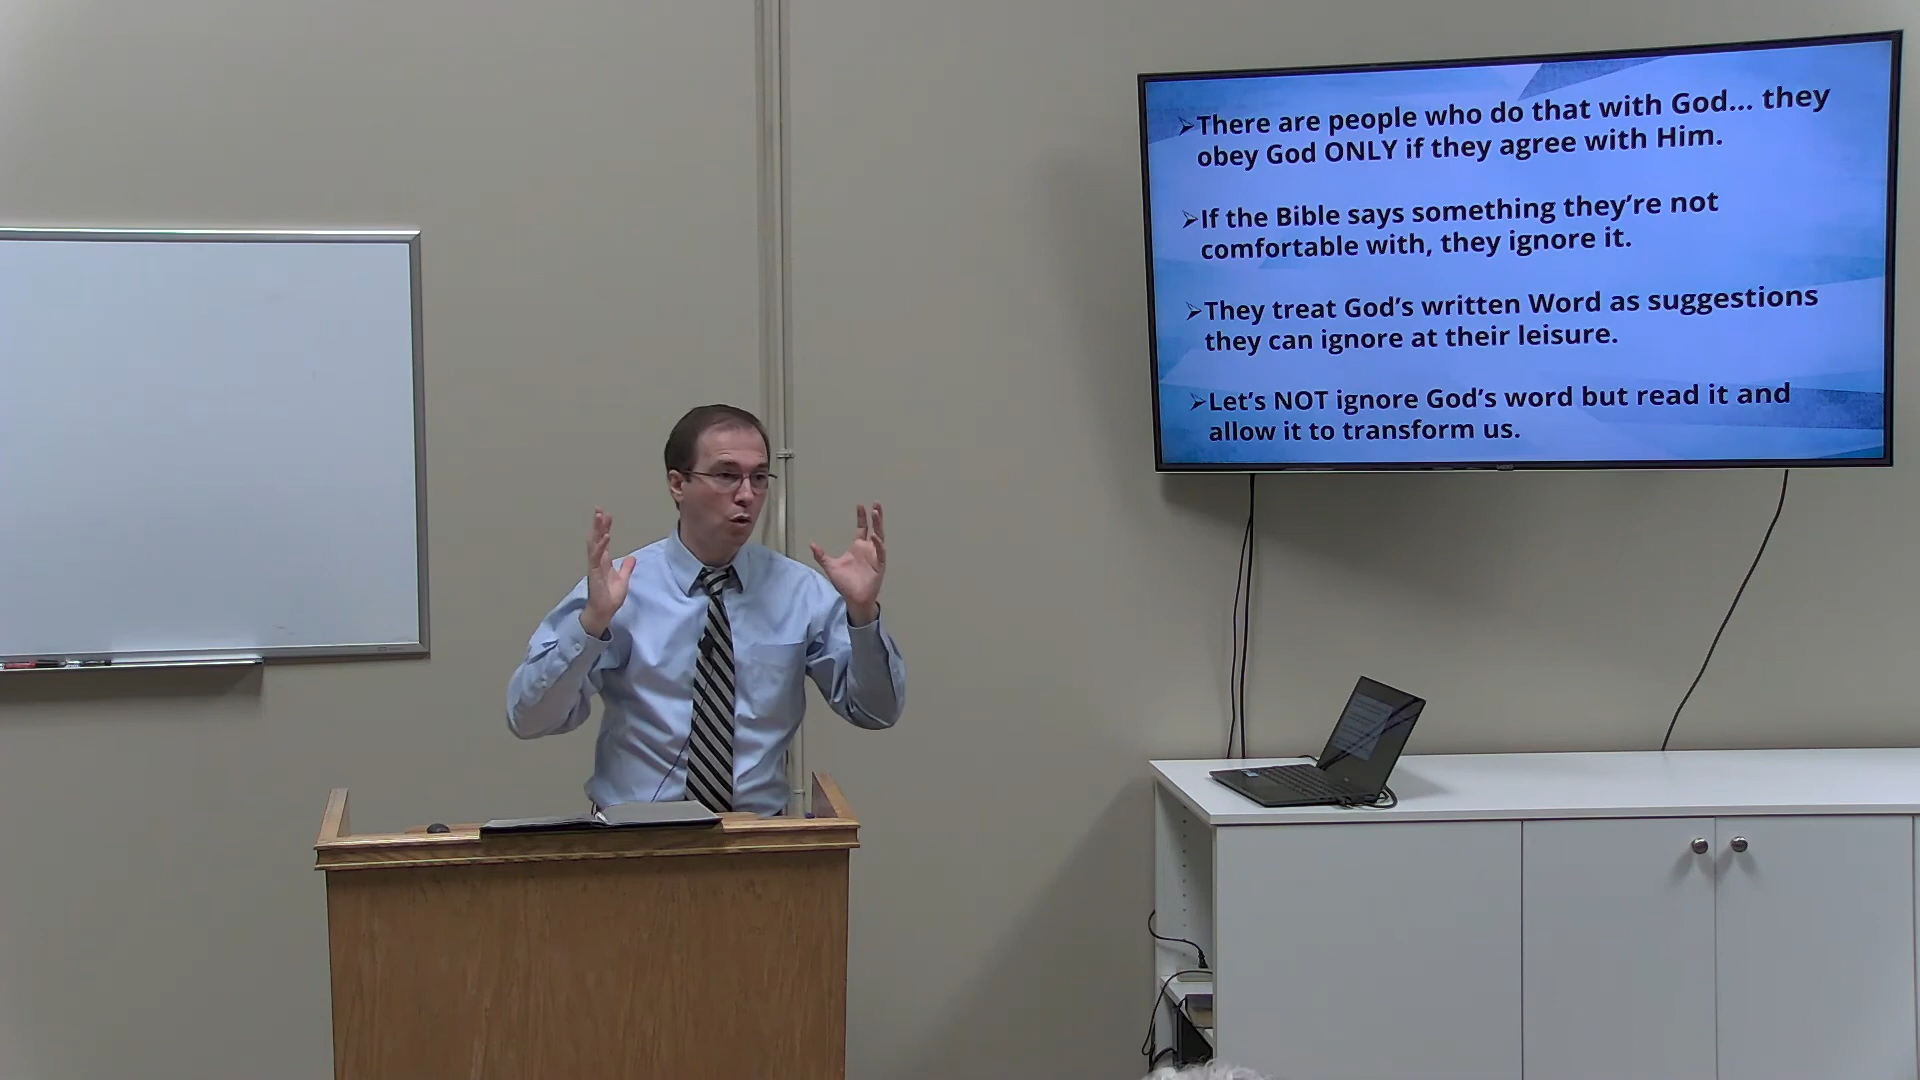 ➢There are people who do that with God... they
obey God ONLY if they agree with Him.
➢If the Bible says something they're not
comfortable with, they ignore it.
➢They treat God's written Word as suggestions
they can ignore at their leisure.
➢Let's NOT ignore God's word but read it and
allow it to transform us.